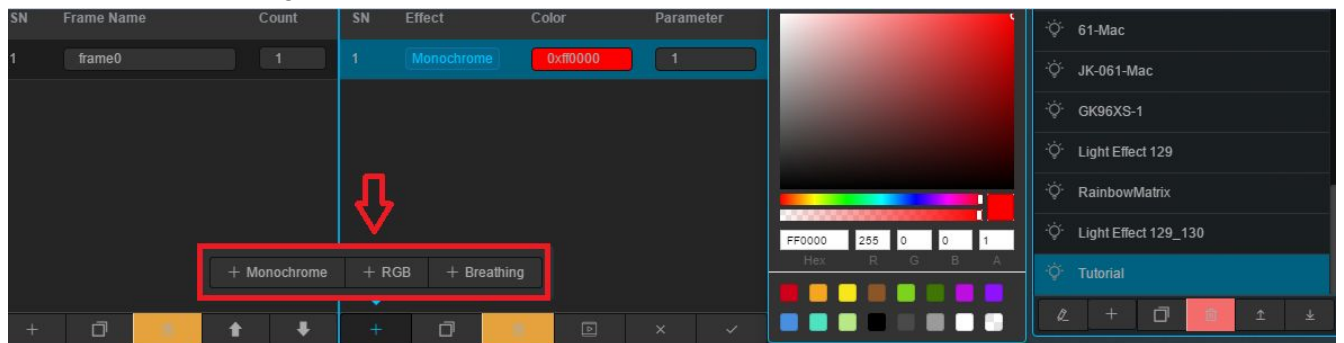 SN Frame Name Count
1 frame0 1
SN Effect Color Parameter
1 Monochrome 0xff0000 1
+ Monochrome + RGB + Breathing
FF0000 255 0 0 1
Hex R G B A
61-Mac
JK-061-Mac
GK96XS-1
Light Effect 129
RainbowMatrix
Light Effect 129_130
Tutorial